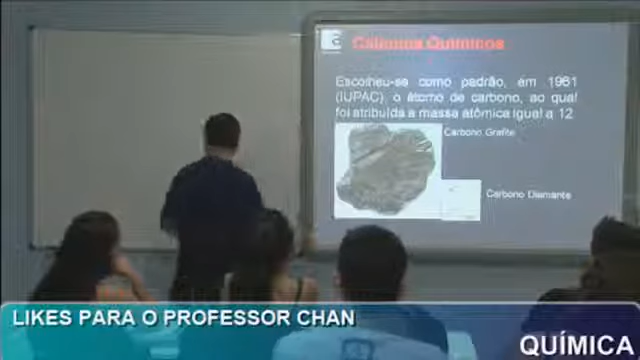 Cálculos Químicos
Escolheu-se como padrão, em 1961
(IUPAC), o átomo de carbono, ao qual
foi atribuída a massa atômica igual a 12
Carbono Grafite
Carbono Diamante
LIKES PARA O PROFESSOR CHAN
QUÍMICA